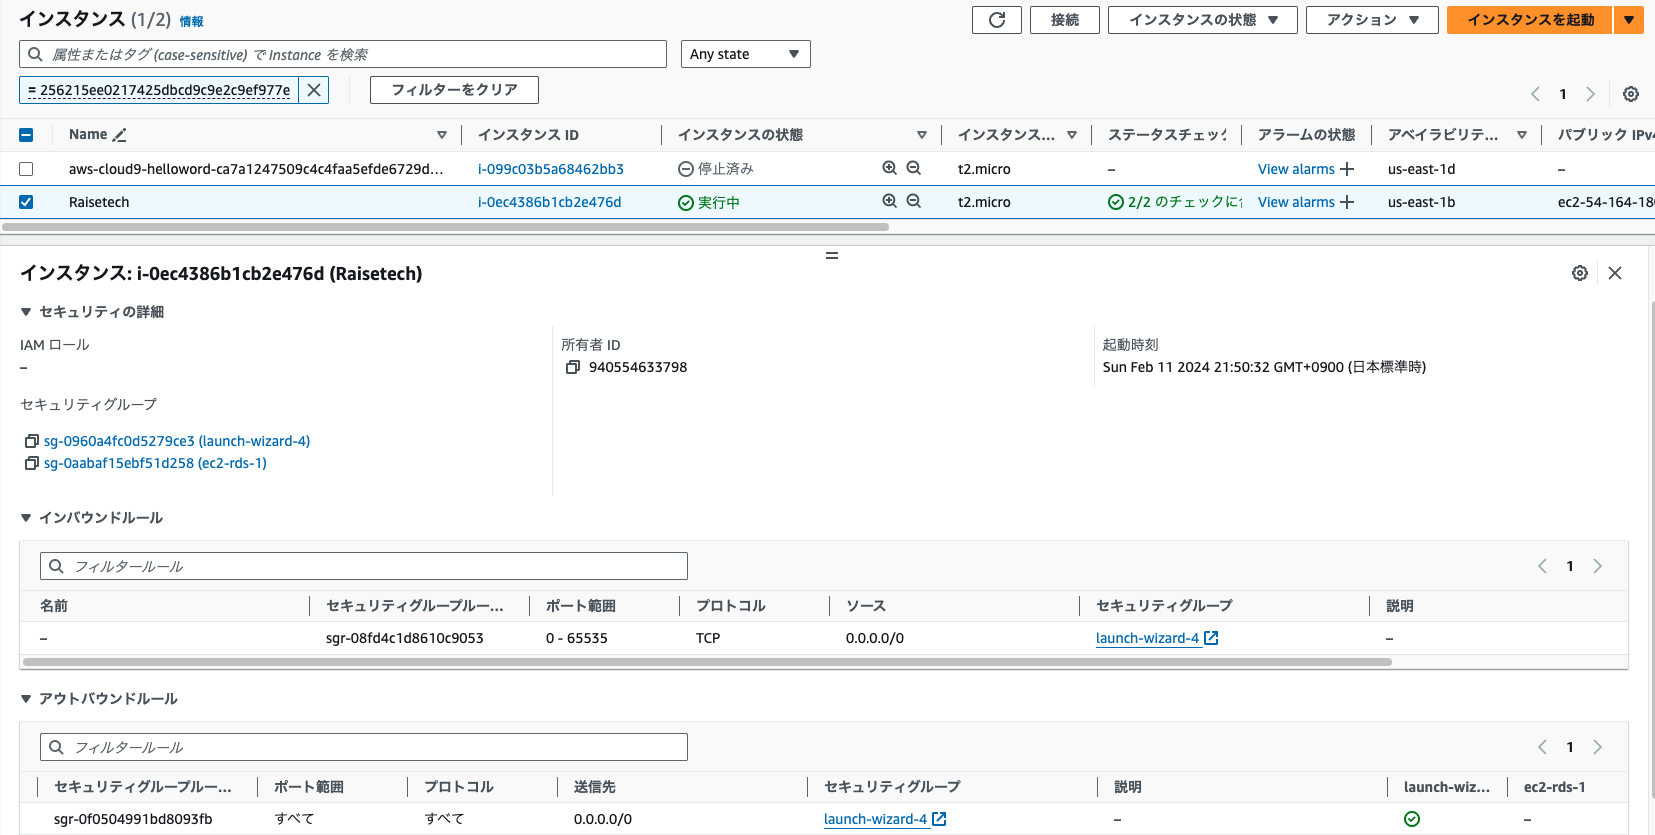 インスタンス (1/2) 情報
接続 インスタンスの状態 アクション インスタンスを起動
属性またはタグ (case-sensitive) で Instance を検索 Any state
= 256215ee0217425dbcd9c9e2c9ef977e フィルターをクリア 1
Name インスタンス ID インスタンスの状態 インスタンス... ステータスチェック アラームの状態 アベイラビリテ... パブリック IPv4
aws-cloud9-helloword-ca7a1247509c4c4faa5efde6729d... i-099c03b5a68462bb3 停止済み t2.micro – View alarms + us-east-1d –
Raisetech i-0ec4386b1cb2e476d 実行中 t2.micro 2/2 のチェックに View alarms + us-east-1b ec2-54-164-18
インスタンス: i-0ec4386b1cb2e476d (Raisetech)
セキュリティの詳細
IAM ロール 所有者 ID 起動時刻
– 940554633798 Sun Feb 11 2024 21:50:32 GMT+0900 (日本標準時)
セキュリティグループ
sg-0960a4fc0d5279ce3 (launch-wizard-4)
sg-0aabaf15ebf51d258 (ec2-rds-1)
インバウンドルール
フィルタールール 1
名前 セキュリティグループルー... ポート範囲 プロトコル ソース セキュリティグループ 説明
– sgr-08fd4c1d8610c9053 0 - 65535 TCP 0.0.0.0/0 launch-wizard-4 –
アウトバウンドルール
フィルタールール 1
セキュリティグループルー... ポート範囲 プロトコル 送信先 セキュリティグループ 説明 launch-wiz... ec2-rds-1
sgr-0f0504991bd8093fb すべて すべて 0.0.0.0/0 launch-wizard-4 – –